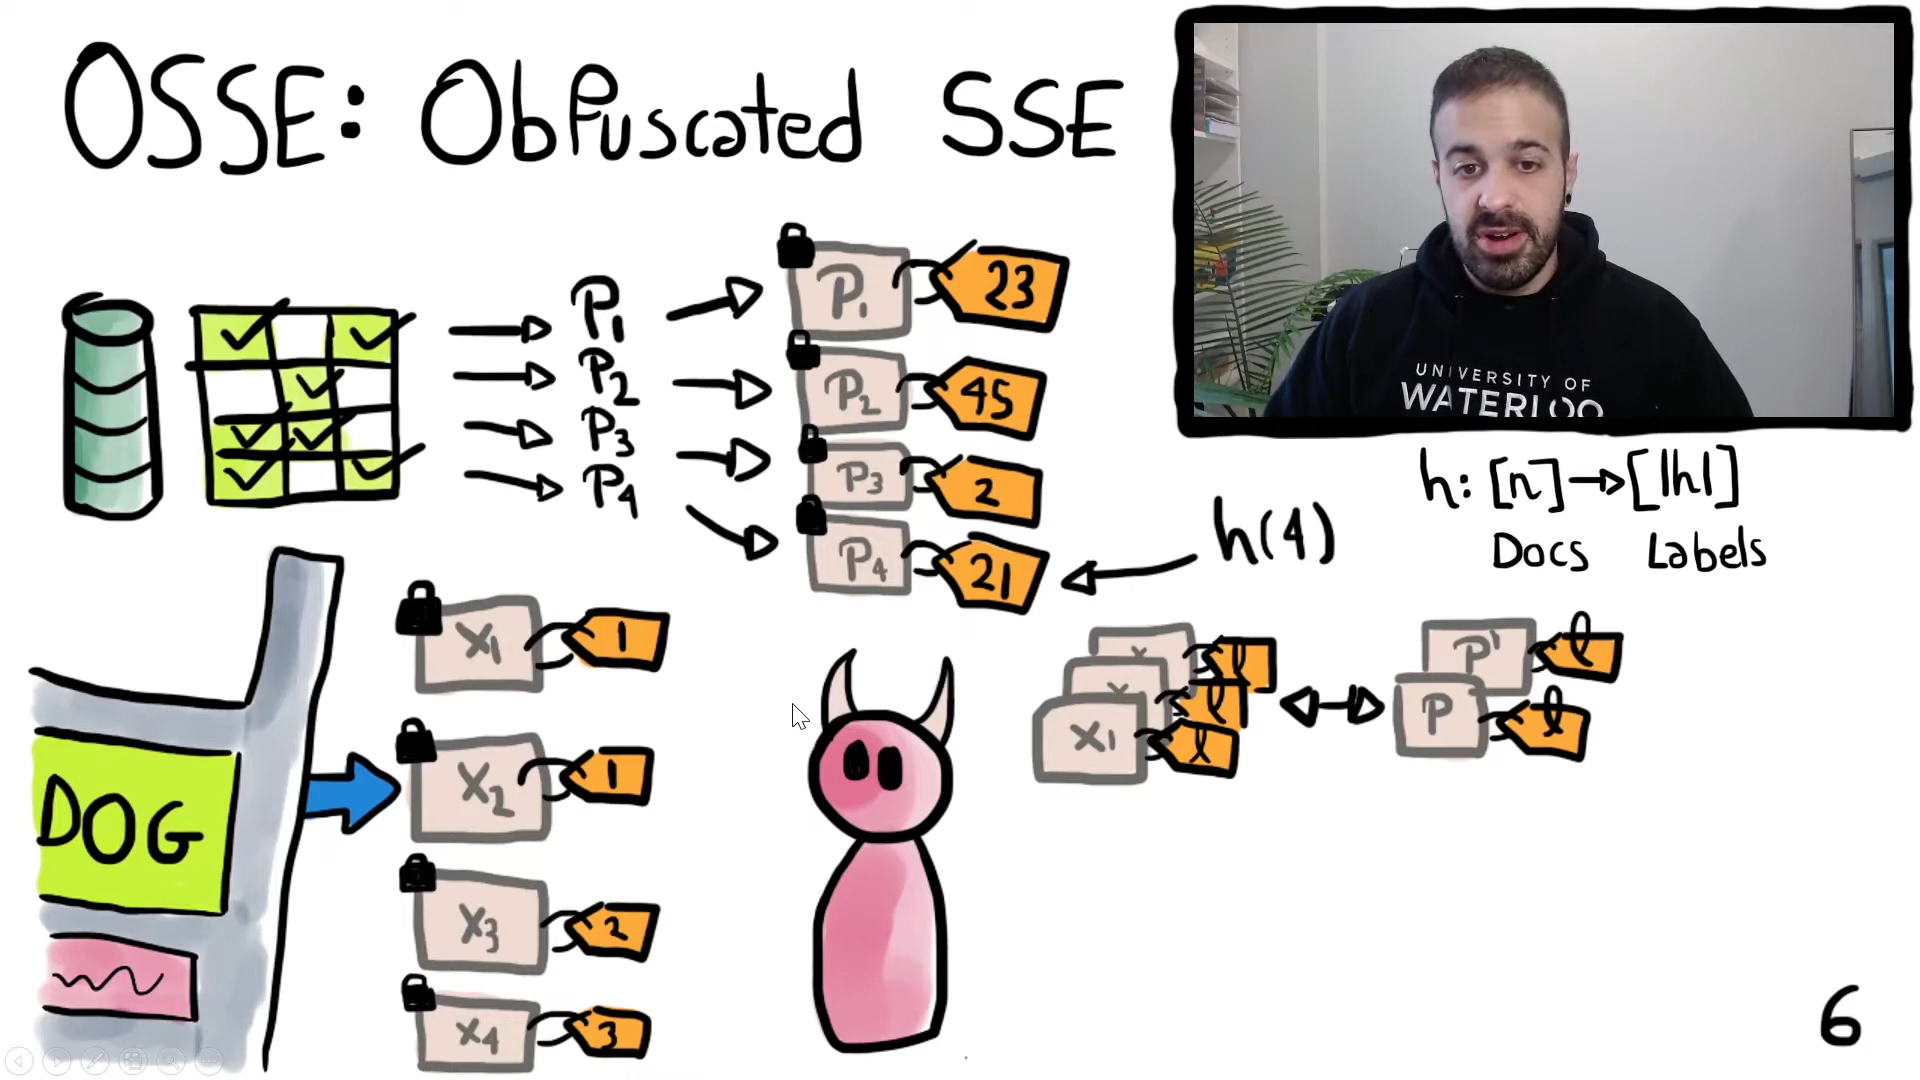 OSSE: Obfuscated SSE
P1
P2
P3
P4
P1 23
P2 45
P3 2
P4 21
h(4)
UNIVERSITY OF
WATERLOO
h: [n]→[|h|]
Docs Labels
DOG
x1 1
x2 1
x3 2
x4 3
x l
x l
x1 l
P' l
P l
6